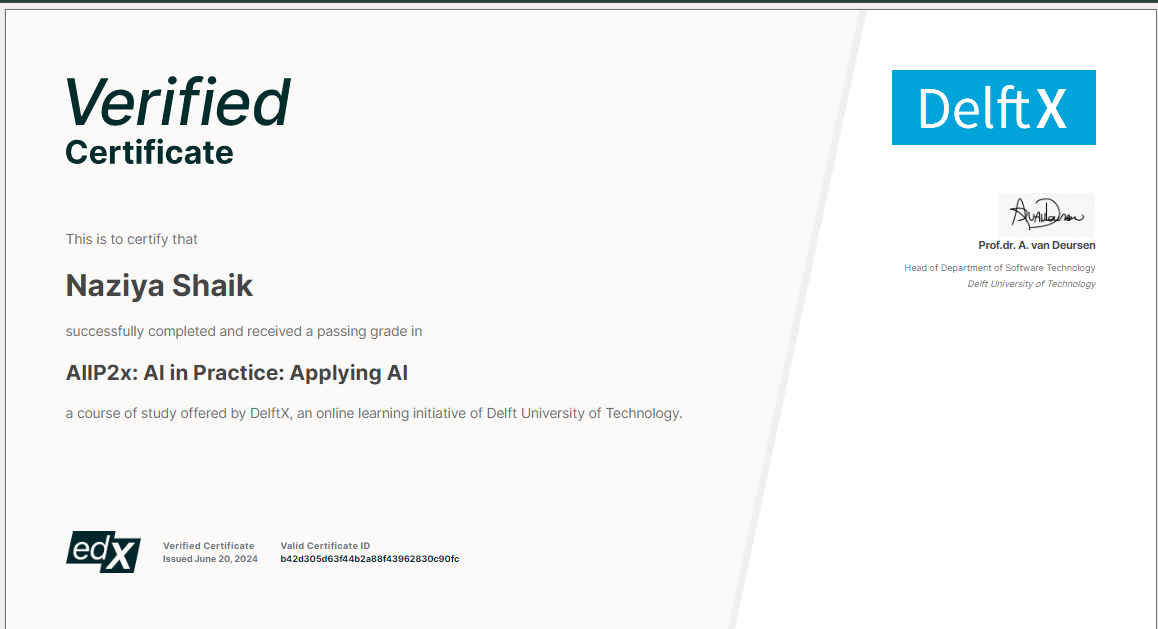 Verified
Certificate
This is to certify that
Naziya Shaik
successfully completed and received a passing grade in
AIIP2x: AI in Practice: Applying AI
a course of study offered by DelftX, an online learning initiative of Delft University of Technology.
edX
Verified Certificate
Issued June 20, 2024
Valid Certificate ID
b42d305d63f44b2a88f43962830c90fc
DelftX
Prof.dr. A. van Deursen
Head of Department of Software Technology
Delft University of Technology